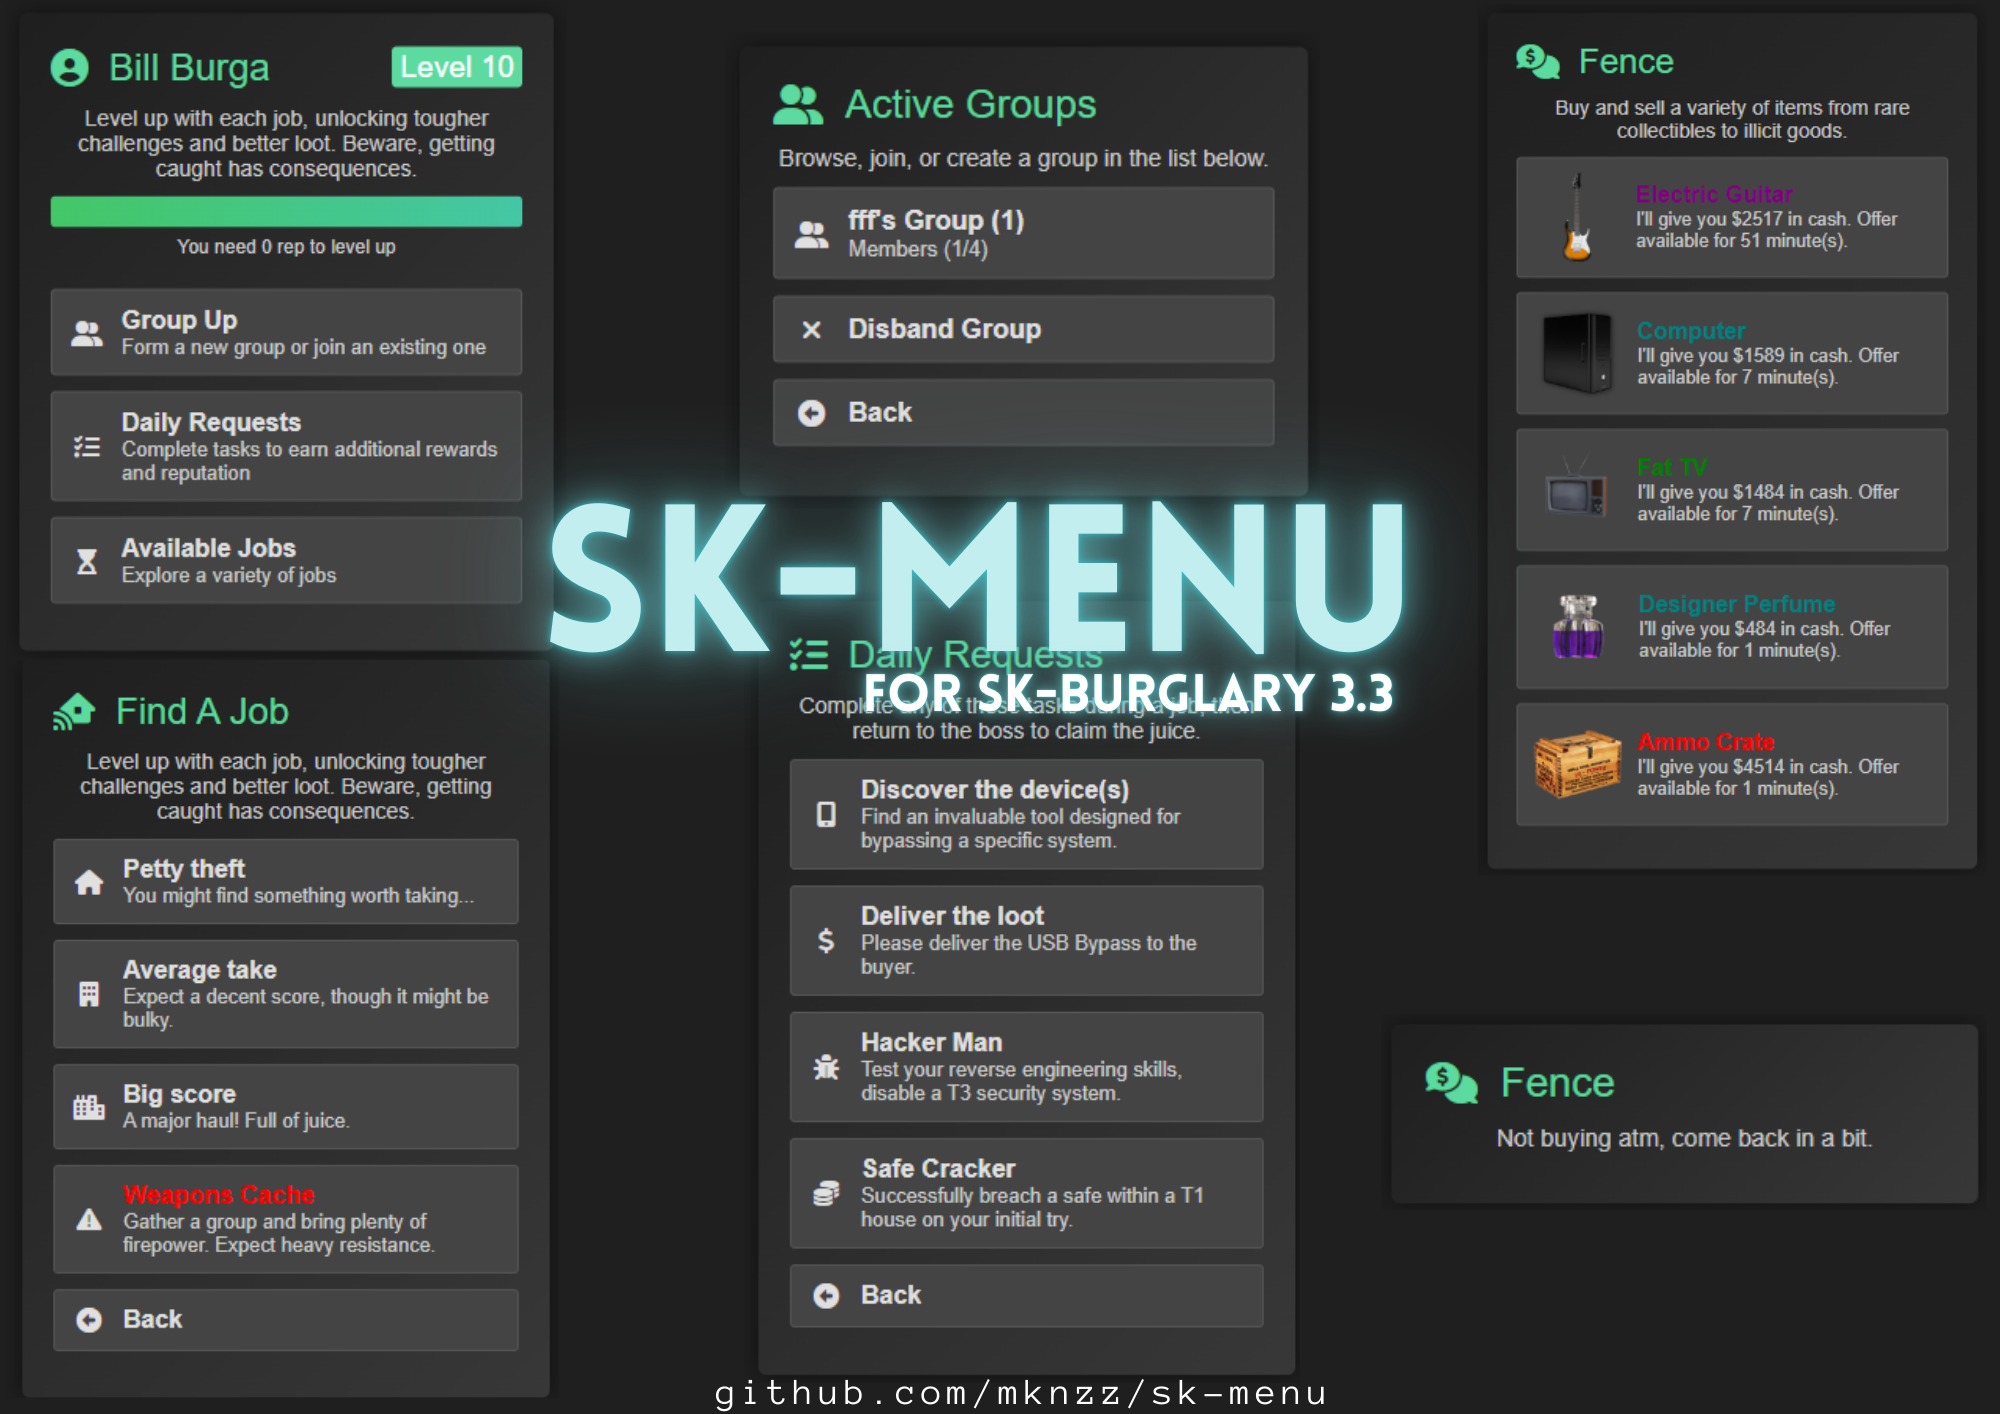 Bill Burga
Level 10
Level up with each job, unlocking tougher
challenges and better loot. Beware, getting
caught has consequences.
You need 0 rep to level up
Group Up
Form a new group or join an existing one
Daily Requests
Complete tasks to earn additional rewards
and reputation
Available Jobs
Explore a variety of jobs
Find A Job
Level up with each job, unlocking tougher
challenges and better loot. Beware, getting
caught has consequences.
Petty theft
You might find something worth taking...
Average take
Expect a decent score, though it might be
bulky.
Big score
A major haul! Full of juice.
Weapons Cache
Gather a group and bring plenty of
firepower. Expect heavy resistance.
Back
Active Groups
Browse, join, or create a group in the list below.
fff's Group (1)
Members (1/4)
Disband Group
Back
SK-MENU
FOR SK-BURGLARY 3.3
Daily Requests
Complete any of these tasks during a job, then
return to the boss to claim the juice.
Discover the device(s)
Find an invaluable tool designed for
bypassing a specific system.
Deliver the loot
Please deliver the USB Bypass to the
buyer.
Hacker Man
Test your reverse engineering skills,
disable a T3 security system.
Safe Cracker
Successfully breach a safe within a T1
house on your initial try.
Back
Fence
Buy and sell a variety of items from rare
collectibles to illicit goods.
Electric Guitar
I'll give you $2517 in cash. Offer
available for 51 minute(s).
Computer
I'll give you $1589 in cash. Offer
available for 7 minute(s).
Fat TV
I'll give you $1484 in cash. Offer
available for 7 minute(s).
Designer Perfume
I'll give you $484 in cash. Offer
available for 1 minute(s).
Ammo Crate
I'll give you $4514 in cash. Offer
available for 1 minute(s).
Fence
Not buying atm, come back in a bit.
github.com/mknzz/sk-menu